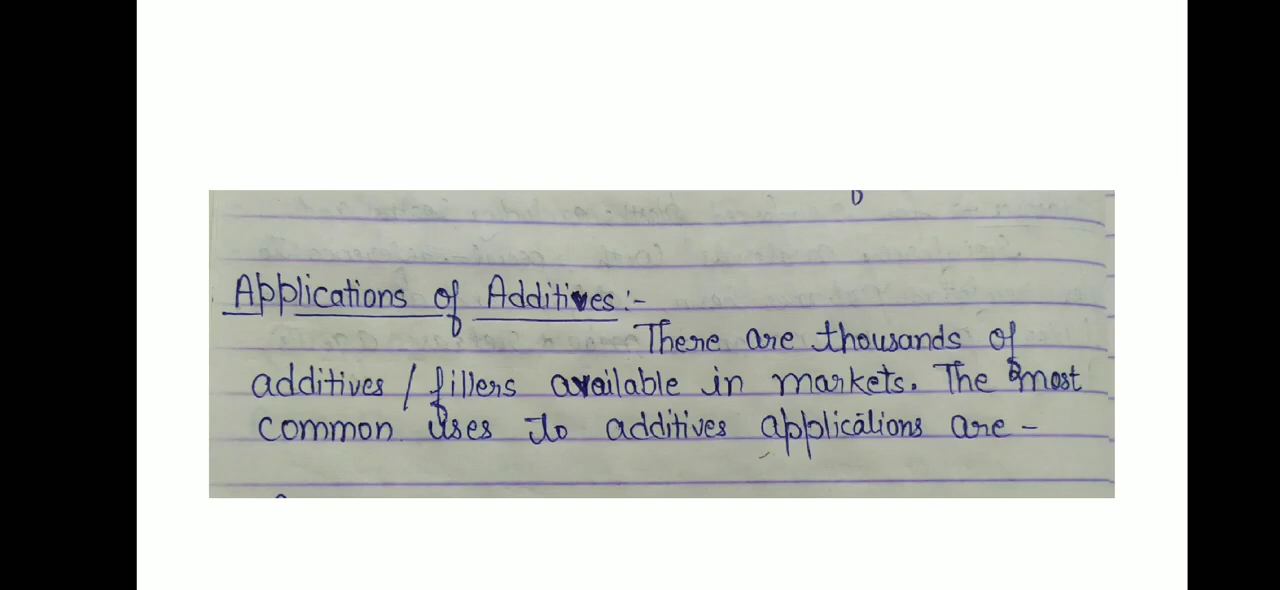 Applications of Additives :-
There are thousands of
additives / fillers available in markets. The most
common uses to additives applications are -